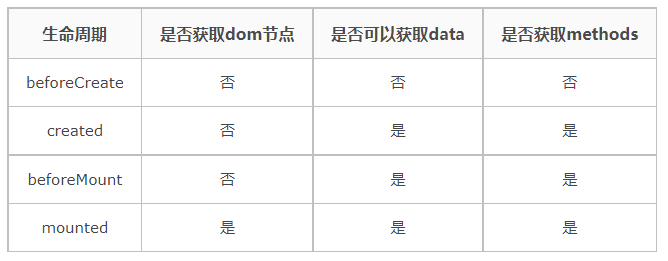 生命周期 是否获取dom节点 是否可以获取data 是否获取methods
beforeCreate 否 否 否
created 否 是 是
beforeMount 否 是 是
mounted 是 是 是